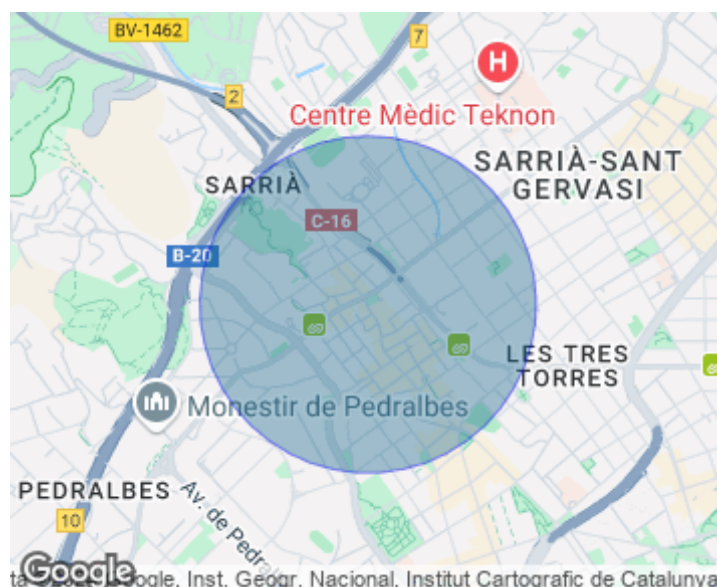 BV-1462
7
2
H
Centre Mèdic Teknon
SARRIÀ-SANT
GERVASI
SARRIÀ
C-16
B-20
LES TRES
TORRES
Monestir de Pedralbes
PEDRALBES
Av. de Pedral
10
Google
ogle, Inst. Geogr. Nacional, Institut Cartografic de Catalunya